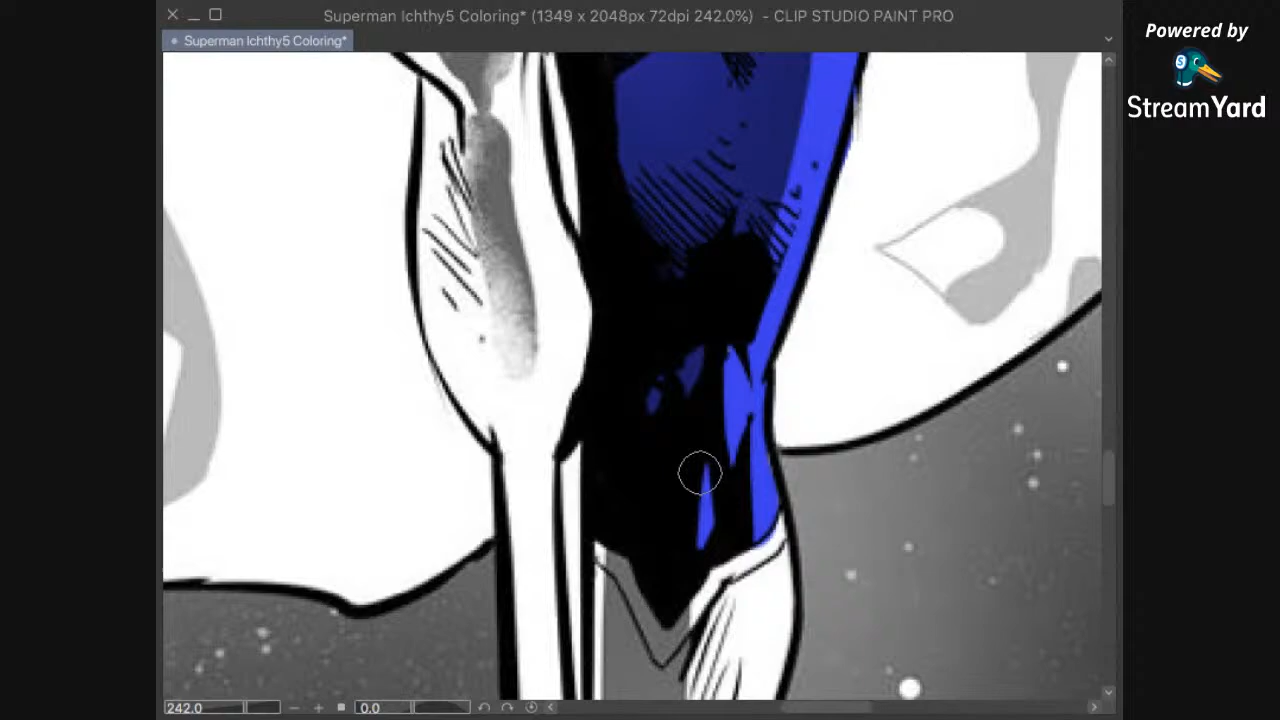 Superman Ichthy5 Coloring* (1349 x 2048px 72dpi 242.0%) - CLIP STUDIO PAINT PRO
Superman Ichthy5 Coloring*
Powered by
S
StreamYard
242.0
0.0